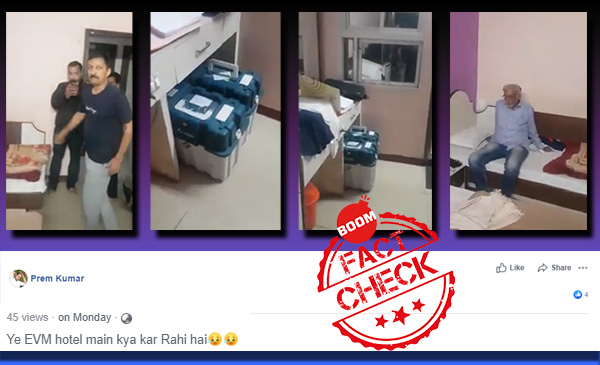 BOOM
FACT
CHECK
Prem Kumar
Like Share
4
45 views · on Monday ·
Ye EVM hotel main kya kar Rahi hai😥😥